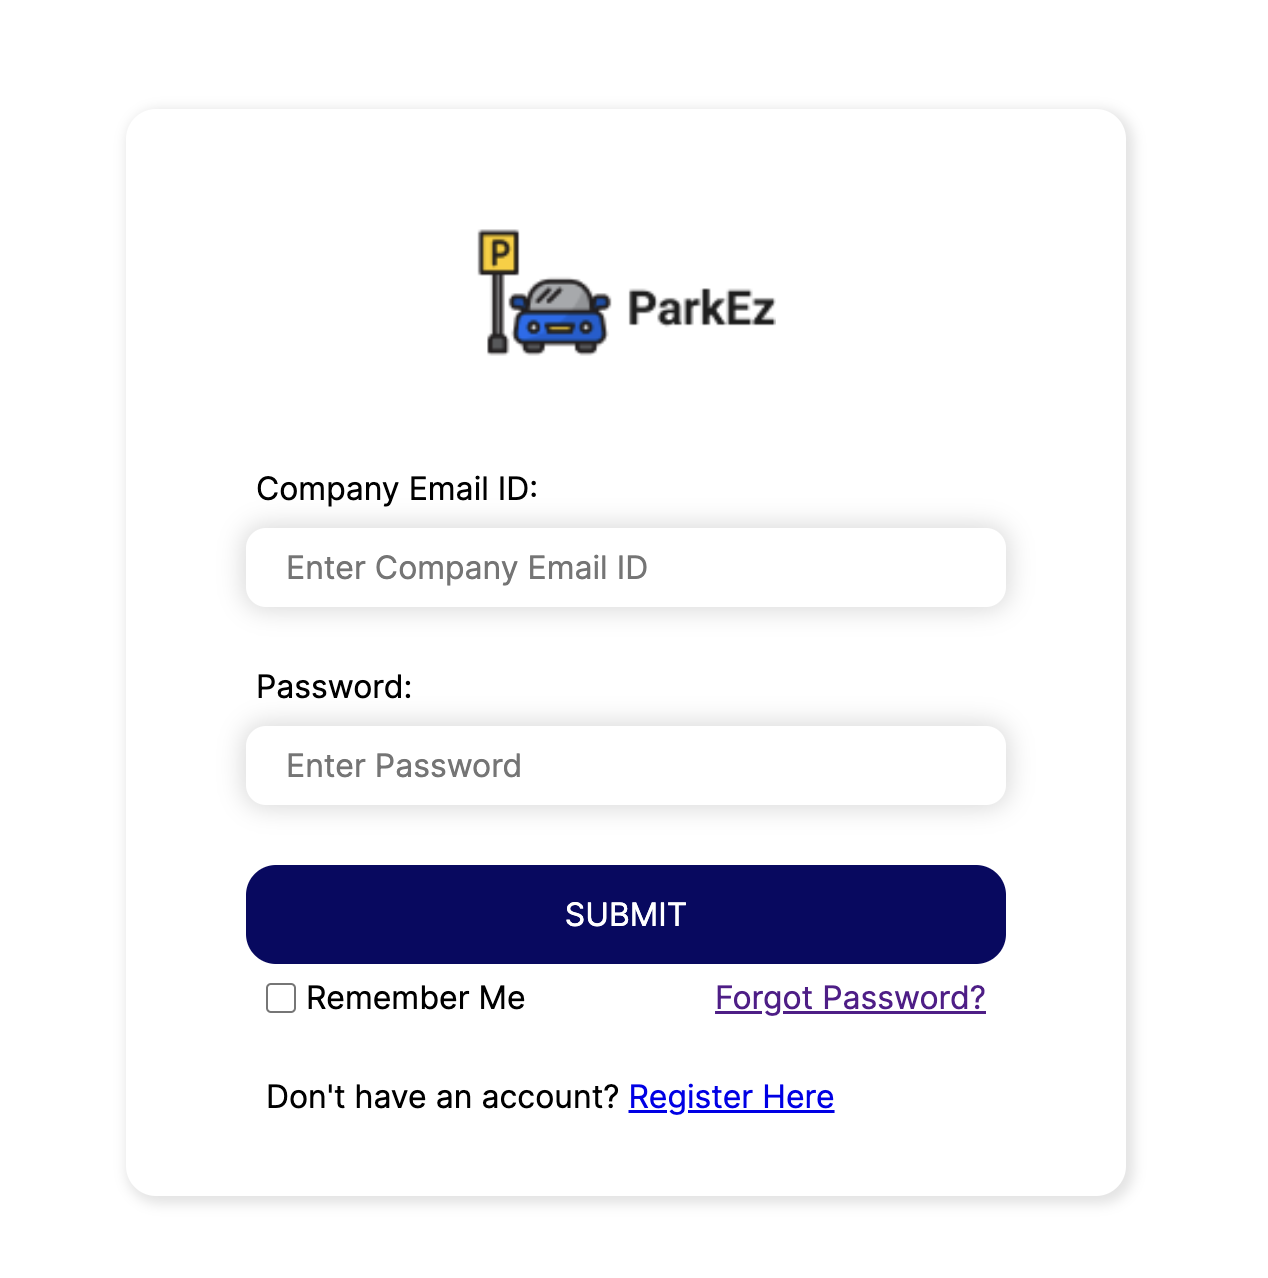 P
ParkEz
Company Email ID:
Enter Company Email ID
Password:
Enter Password
SUBMIT
Remember Me Forgot Password?
Don't have an account? Register Here